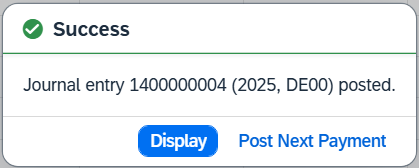 Success
Journal entry 1400000004 (2025, DE00) posted.
Display Post Next Payment